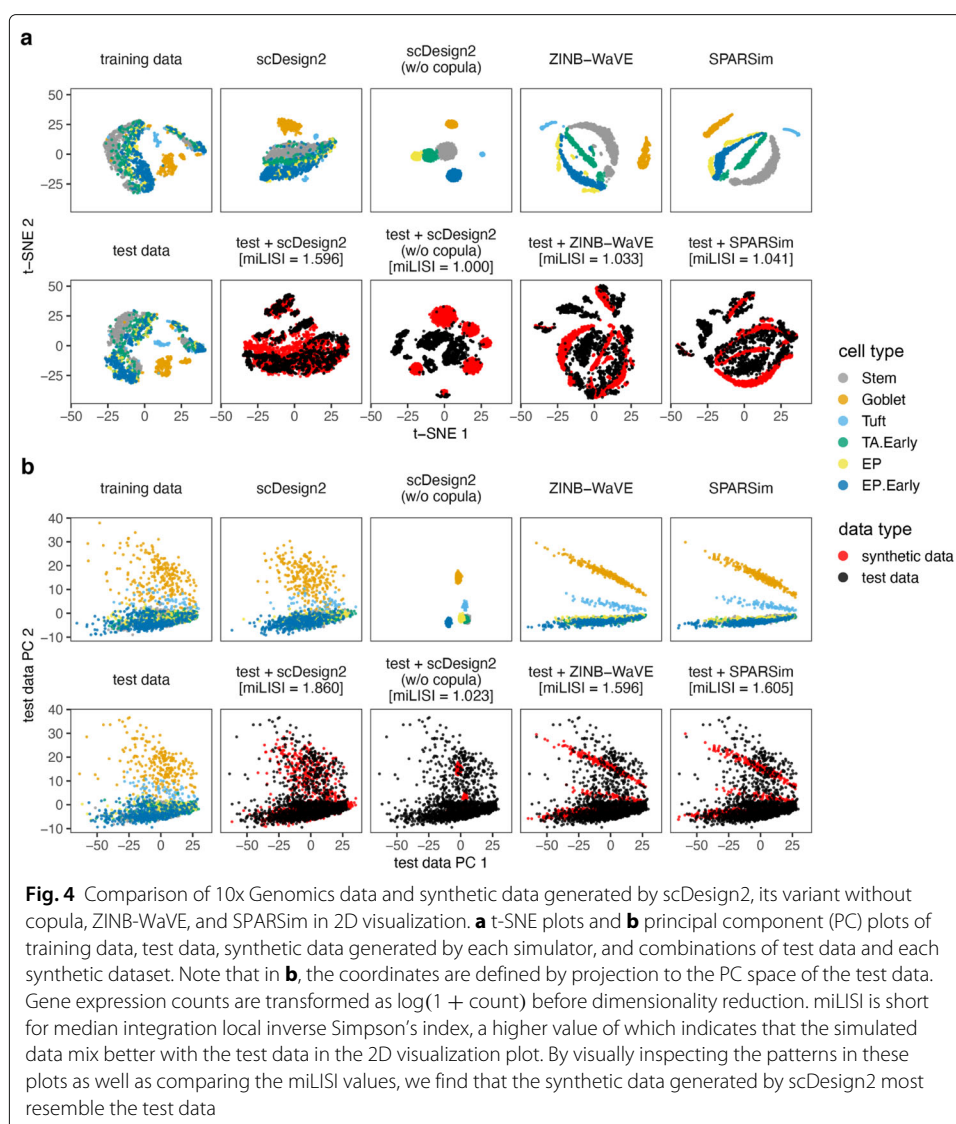 a
training data
scDesign2
scDesign2
(w/o copula)
ZINB−WaVE
SPARSim
50
25
0
−25
test data
test + scDesign2
[miLISI = 1.596]
test + scDesign2
(w/o copula)
[miLISI = 1.000]
test + ZINB−WaVE
[miLISI = 1.033]
test + SPARSim
[miLISI = 1.041]
50
25
0
−25
t−SNE 2
−50 −25 0 25
−50 −25 0 25
−50 −25 0 25
−50 −25 0 25
−50 −25 0 25
t−SNE 1
cell type
Stem
Goblet
Tuft
TA.Early
EP
EP.Early
data type
synthetic data
test data
b
training data
scDesign2
scDesign2
(w/o copula)
ZINB−WaVE
SPARSim
40
30
20
10
0
−10
test data
test + scDesign2
[miLISI = 1.860]
test + scDesign2
(w/o copula)
[miLISI = 1.023]
test + ZINB−WaVE
[miLISI = 1.596]
test + SPARSim
[miLISI = 1.605]
40
30
20
10
0
−10
test data PC 2
−50 −25 0 25
−50 −25 0 25
−50 −25 0 25
−50 −25 0 25
−50 −25 0 25
test data PC 1
Fig. 4 Comparison of 10x Genomics data and synthetic data generated by scDesign2, its variant without
copula, ZINB-WaVE, and SPARSim in 2D visualization. a t-SNE plots and b principal component (PC) plots of
training data, test data, synthetic data generated by each simulator, and combinations of test data and each
synthetic dataset. Note that in b, the coordinates are defined by projection to the PC space of the test data.
Gene expression counts are transformed as log(1 + count) before dimensionality reduction. miLISI is short
for median integration local inverse Simpson's index, a higher value of which indicates that the simulated
data mix better with the test data in the 2D visualization plot. By visually inspecting the patterns in these
plots as well as comparing the miLISI values, we find that the synthetic data generated by scDesign2 most
resemble the test data